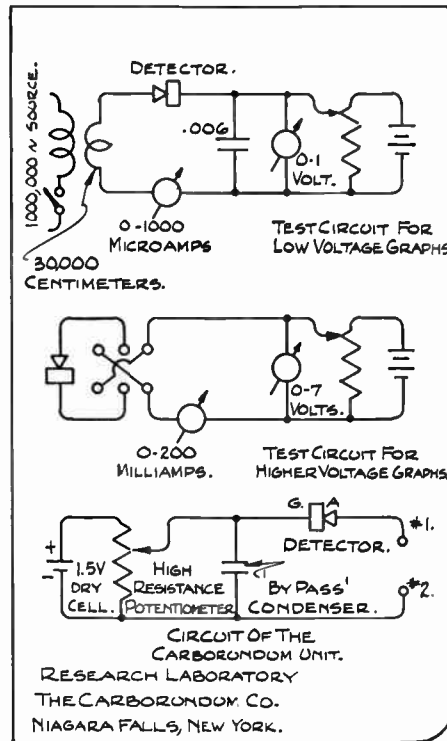 DETECTOR.
1000,000 N SOURCE.
.006
0-1
VOLT.
0-1000
MICROAMPS
TEST CIRCUIT FOR
LOW VOLTAGE GRAPHS
30,000
CENTIMETERS.
0-7
VOLTS.
0-200
MILLIAMPS.
TEST CIRCUIT FOR
HIGHER VOLTAGE GRAPHS
G. A
#1.
DETECTOR.
+
-
1.5V
DRY
CELL.
HIGH
RESISTANCE
POTENTIOMETER
BY PASS'
CONDENSER.
#2.
CIRCUIT OF THE
CARBORUNDUM UNIT.
RESEARCH LABORATORY
THE CARBORUNDUM CO.
NIAGARA FALLS, NEW YORK.